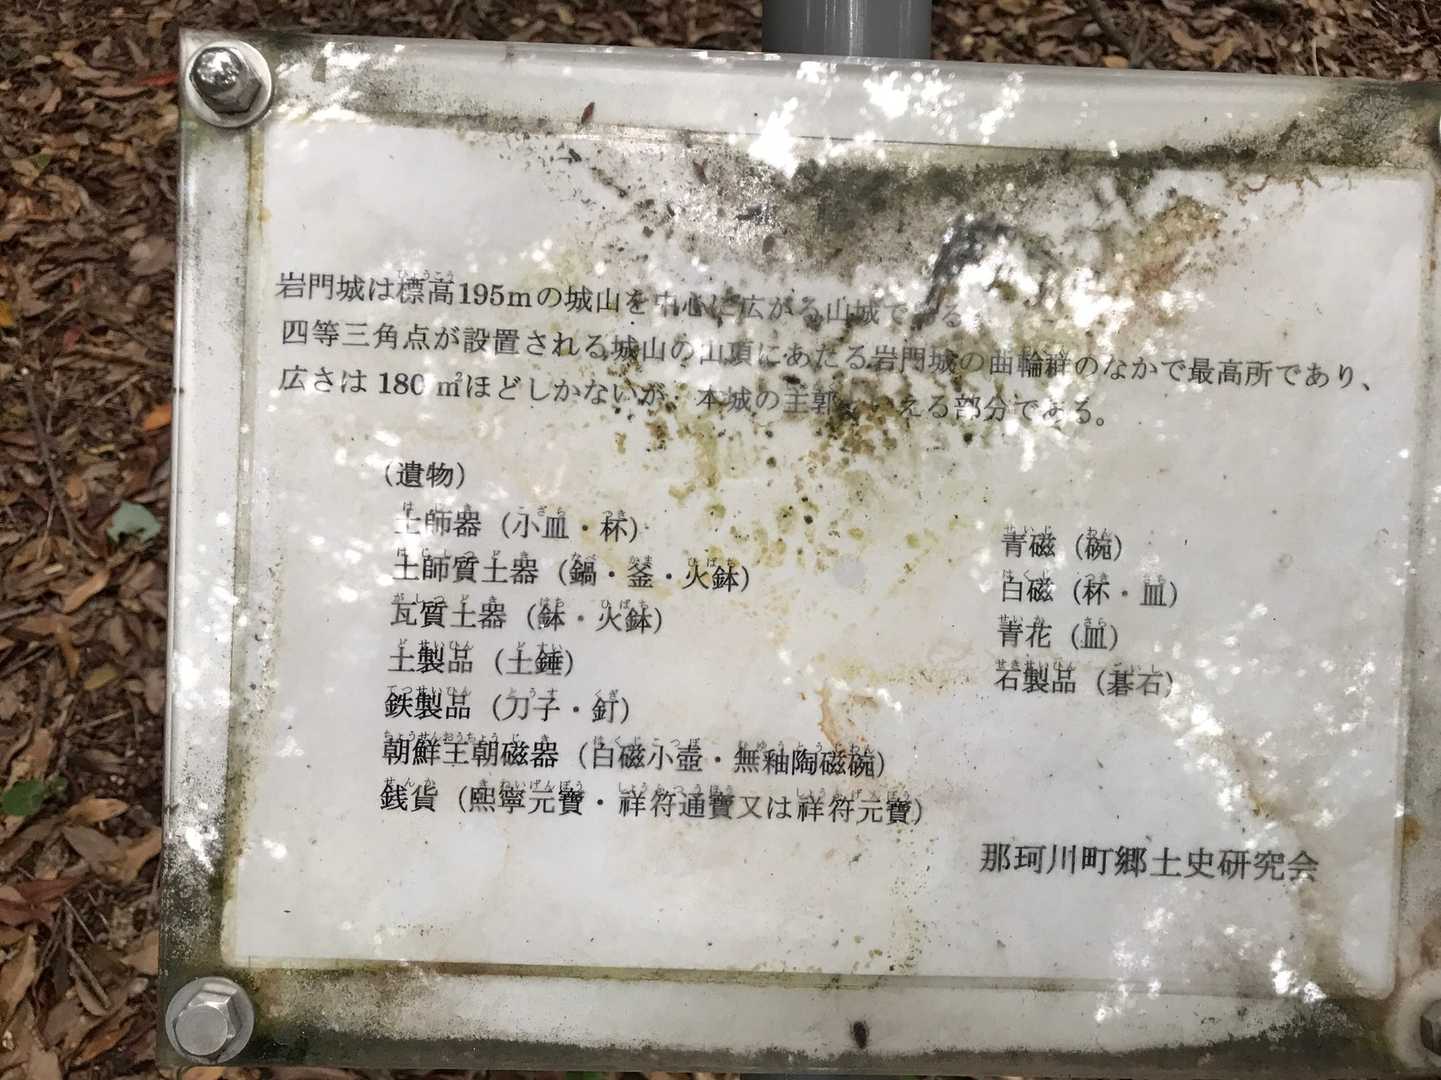 岩門城は標高195mの城山を中心に広がる山城である
四等三角点が設置される城山の山頂にあたる岩門城の曲輪群のなかで最高所であり、
広さは180㎡ほどしかないが 本城の主郭 いえる部分である。
（遺物）
土師器（小皿・杯）
土師質土器（鍋・釜・火鉢）
瓦質土器（鉢・火鉢）
土製品（土錘）
鉄製品（刀子・釘）
朝鮮王朝磁器（白磁小壺・無釉陶磁碗）
銭貨（熙寧元寶・祥符通寶又は祥符元寶）
青磁（碗）
白磁（杯・皿）
青花（皿）
石製品（碁石）
那珂川町郷土史研究会